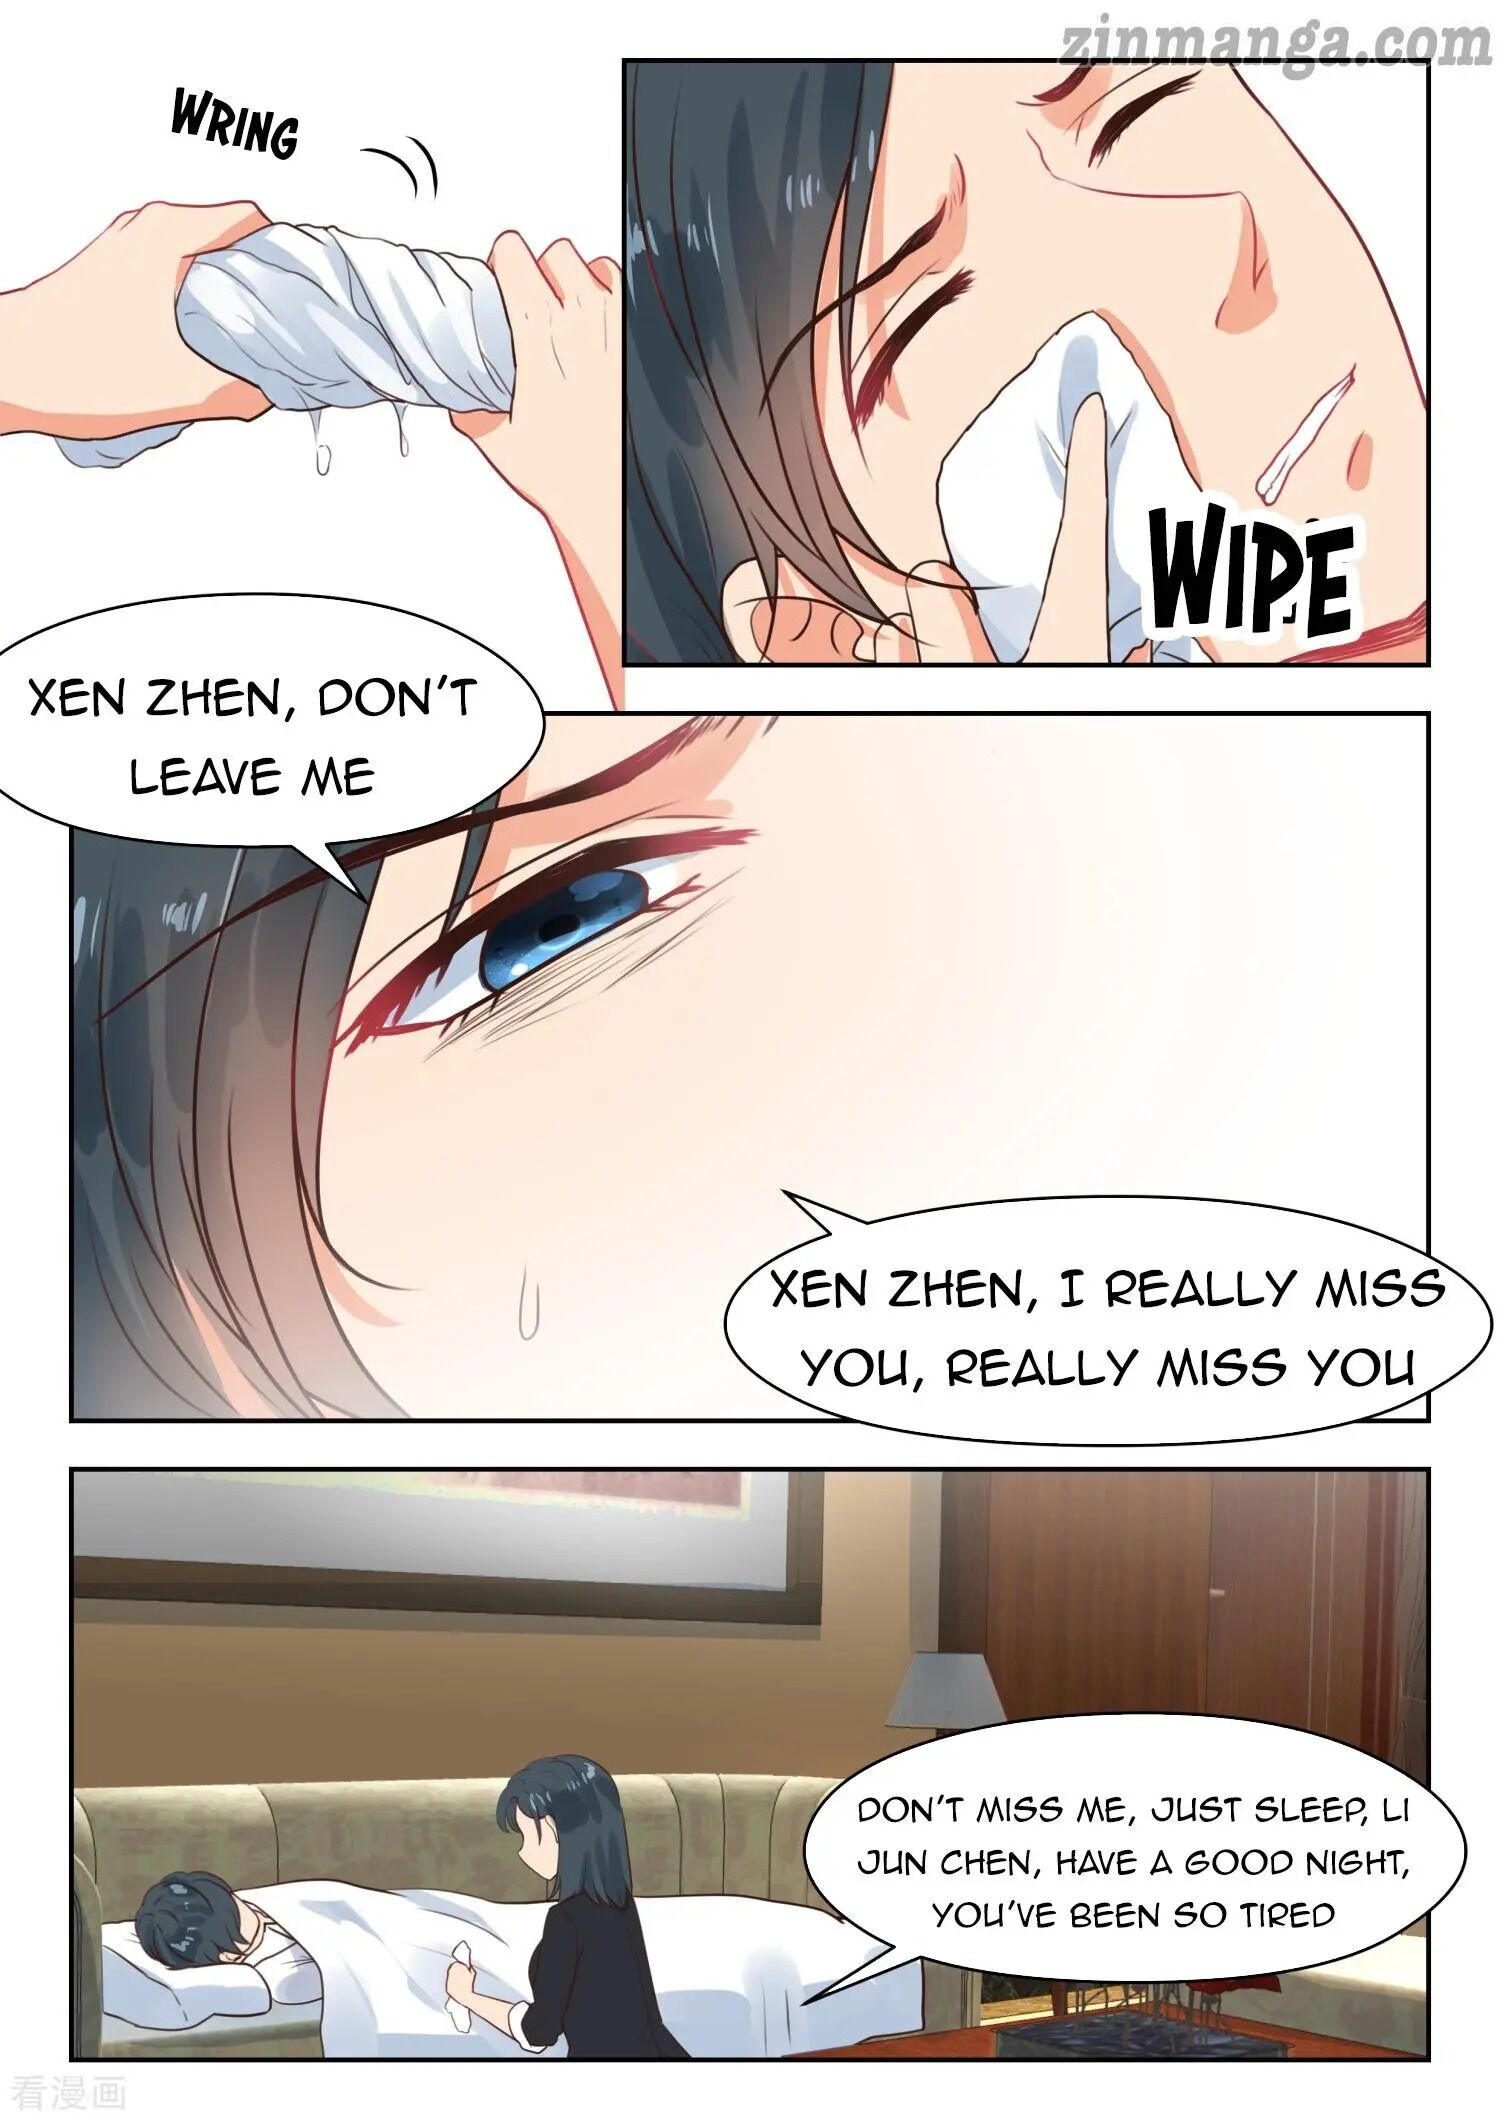 zinmanga.com
WRING
WIPE
XEN ZHEN, DON'T
LEAVE ME
XEN ZHEN, I REALLY MISS
YOU, REALLY MISS YOU
DON'T MISS ME, JUST SLEEP, LI
JUN CHEN, HAVE A GOOD NIGHT,
YOU'VE BEEN SO TIRED
看漫画